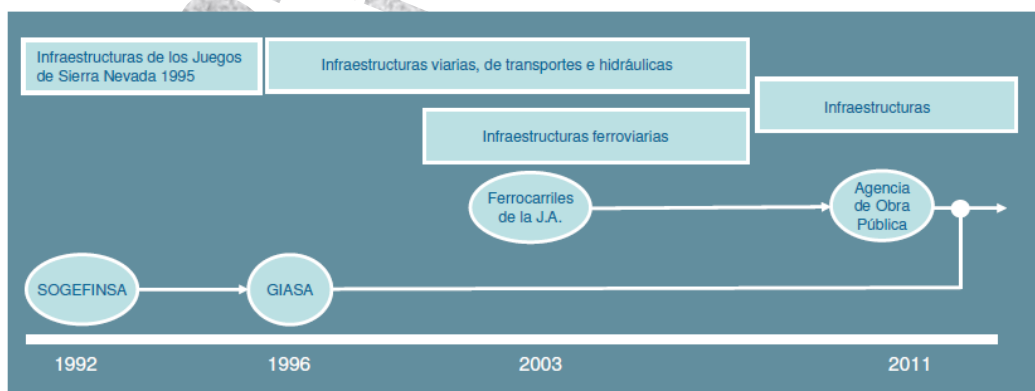 Infraestructuras de los Juegos
de Sierra Nevada 1995
Infraestructuras viarias, de transportes e hidráulicas
Infraestructuras
Infraestructuras ferroviarias
Ferrocarriles
de la J.A.
Agencia
de Obra
Pública
SOGEFINSA
GIASA
1992
1996
2003
2011